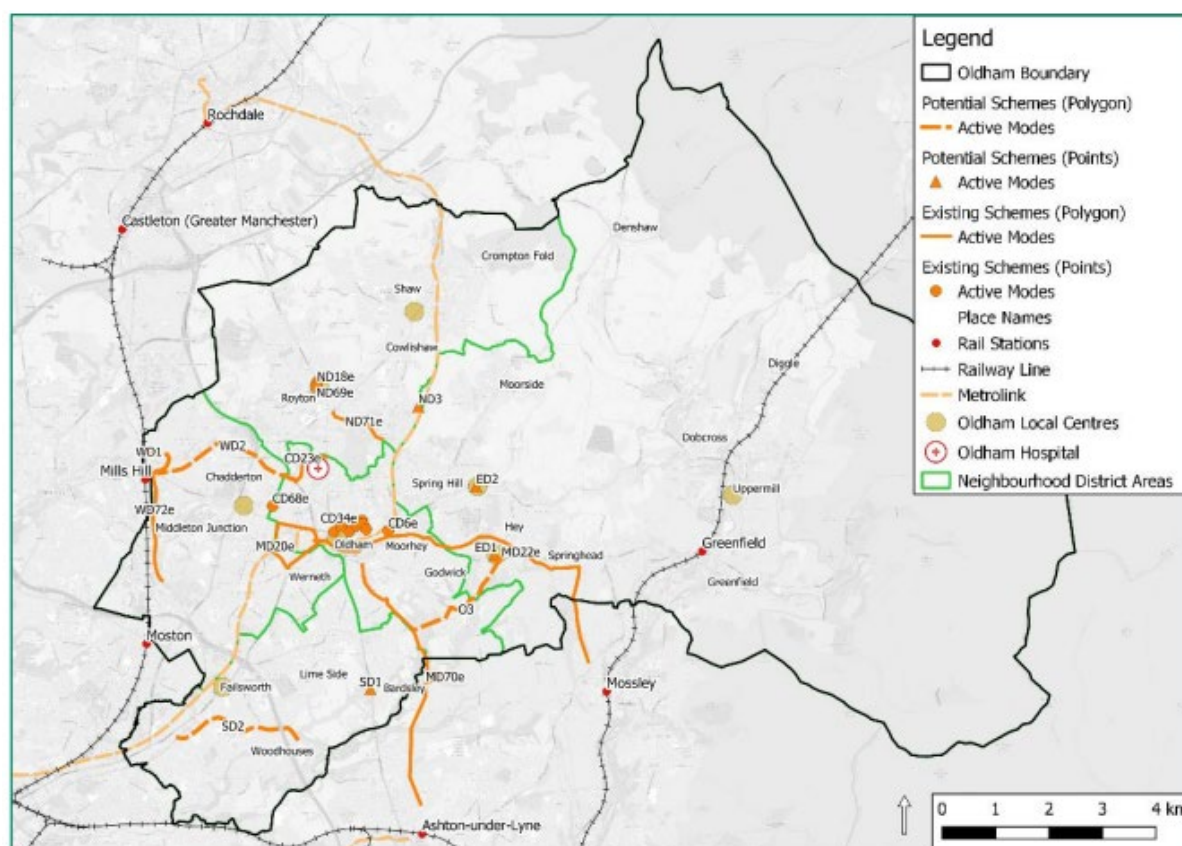 Legend
Oldham Boundary
Potential Schemes (Polygon)
Active Modes
Potential Schemes (Points)
Active Modes
Existing Schemes (Polygon)
Active Modes
Existing Schemes (Points)
Active Modes
Place Names
Rail Stations
Railway Line
Metrolink
Oldham Local Centres
Oldham Hospital
Neighbourhood District Areas
Rochdale
Castleton (Greater Manchester)
Denshaw
Crompton Fold
Shaw
Cowlishaw
Diggle
ND18e
ND69e
Royton
Moorside
ND3
ND71e
Dobcross
WD1
WD2
CD23e
Mills Hill
Chadderton
Spring Hill
ED2
Uppermill
WD72e
CD68e
Middleton Junction
CD34e
CD6e
Hey
MD20e
Oldham
Moorhey
ED1
MD22e
Springhead
Greenfield
Werneth
Godwick
Greenfield
O3
Moston
Lime Side
Failsworth
SD1
Bardsley
MD70e
Mossley
SD2
Woodhouses
Ashton-under-Lyne
0 1 2 3 4 km